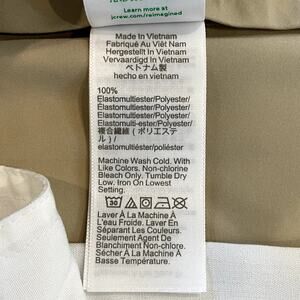 Learn more at
jcrew.com/reimagined
Made In Vietnam
Fabriqué Au Viêt Nam
Hergestellt In Vietnam
Vervaardigd In Vietnam
ベトナム製
hecho en vietnam
100%
Elastomultiester/Polyester/
Élastomultiester/Polyester/
Elastomultiester/Polyester/
Elastomulti-ester/Polyester/
複合繊維 (ポリエステ
ル) /
elastomultiéster/poliéster
Machine Wash Cold. With
Like Colors. Non-chlorine
Bleach Only. Tumble Dry
Low. Iron On Lowest
Setting.
Laver À La Machine À
L'eau Froide. Laver En
Séparant Les Couleurs.
Seulement Agent De
Blanchiment Non-chlore.
Sécher À La Machine À
Basse Température.